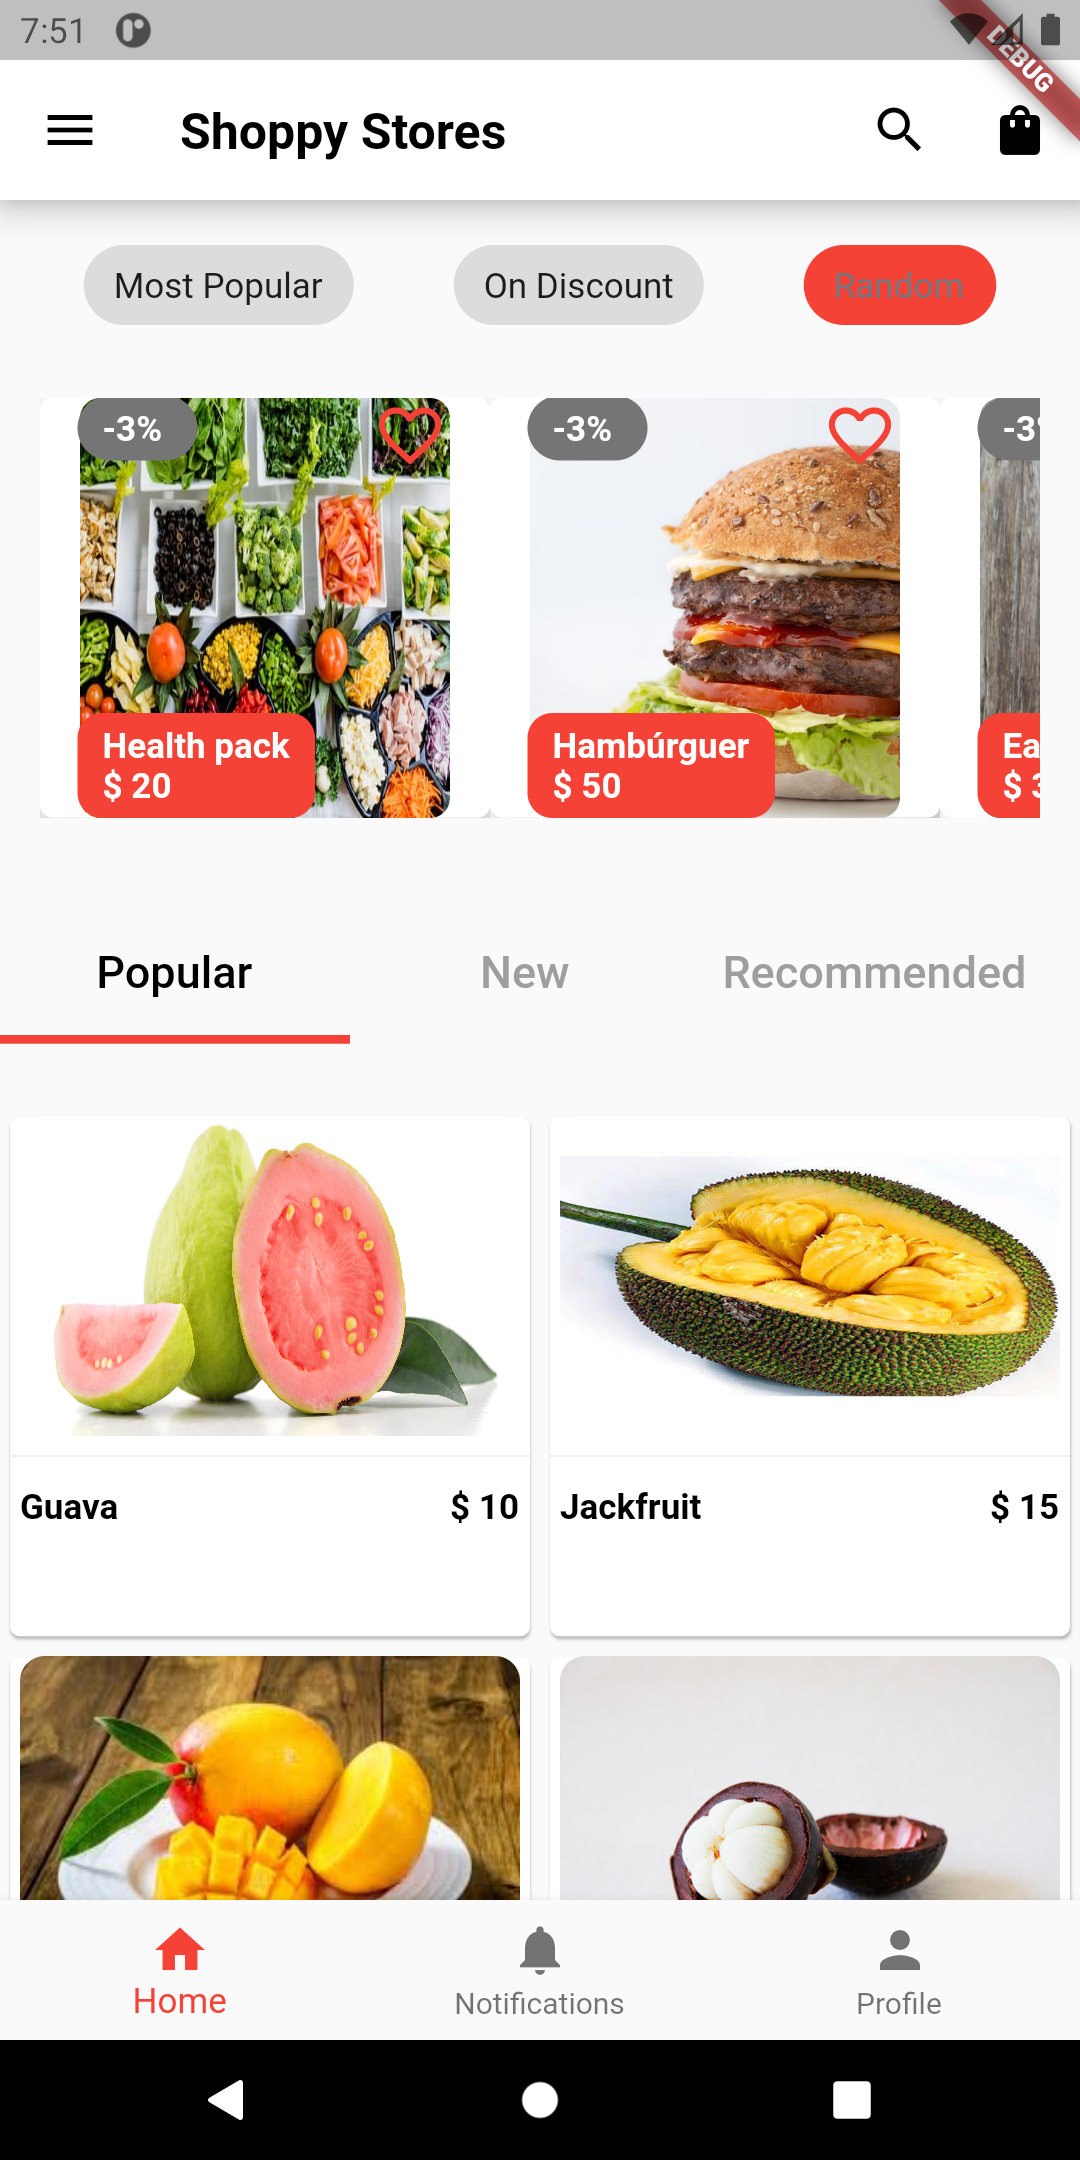 7:51
DEBUG
Shoppy Stores
Most Popular
On Discount
Random
-3%
-3%
-3
Health pack
$ 20
Hambúrguer
$ 50
Ea
$ 3
Popular
New
Recommended
Guava
$ 10
Jackfruit
$ 15
Home
Notifications
Profile